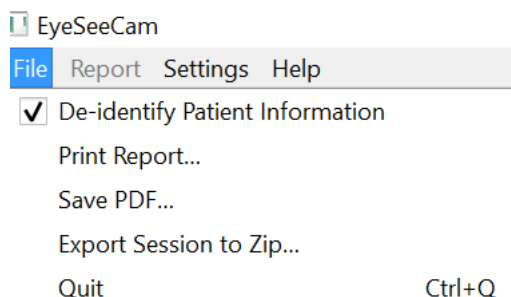 EyeSeeCam
File Report Settings Help
De-identify Patient Information
Print Report...
Save PDF...
Export Session to Zip...
Quit Ctrl+Q